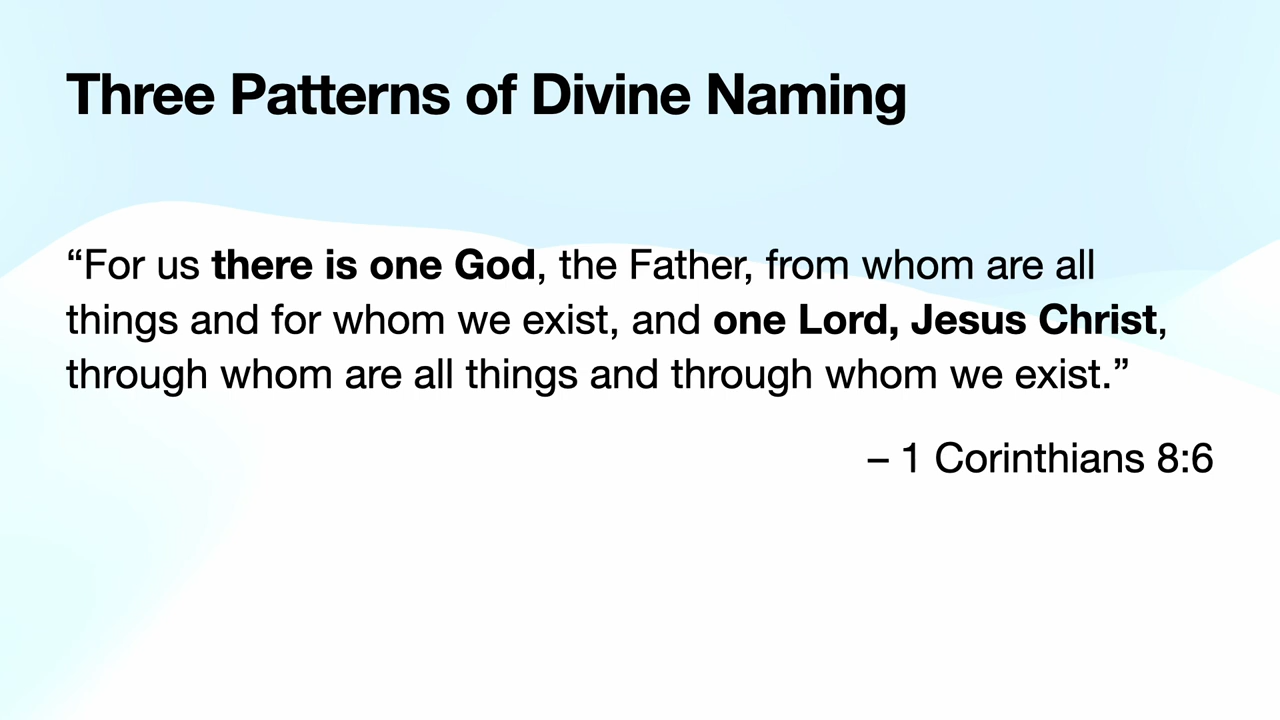 Three Patterns of Divine Naming
“For us there is one God, the Father, from whom are all
things and for whom we exist, and one Lord, Jesus Christ,
through whom are all things and through whom we exist.”
– 1 Corinthians 8:6